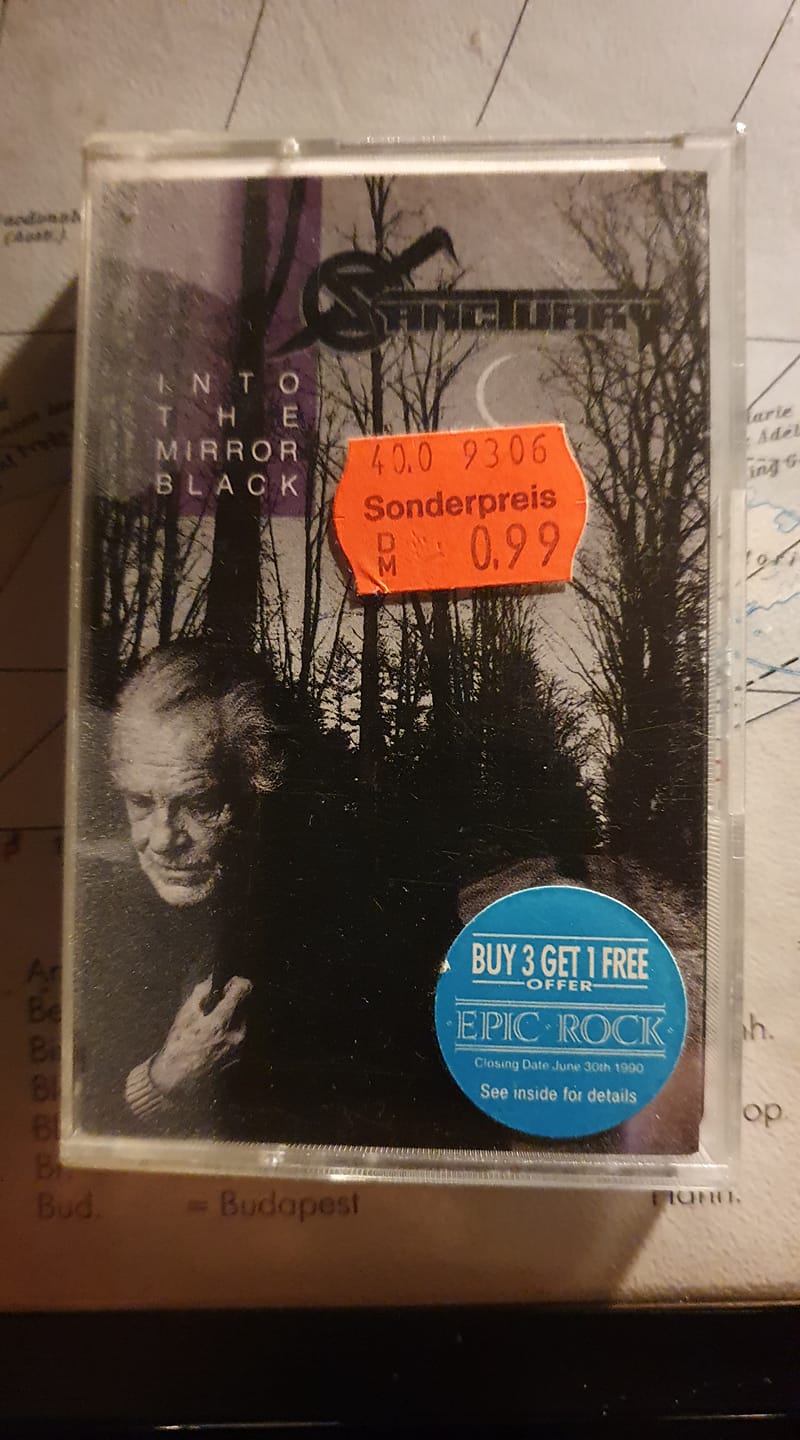 SANCTUARY
INTO
THE
MIRROR
BLACK
40.0 9306
Sonderpreis
DM 0.99
BUY 3 GET 1 FREE
OFFER
EPIC · ROCK
Closing Date June 30th 1990
See inside for details
(Austr.)
Bud. = Budapest